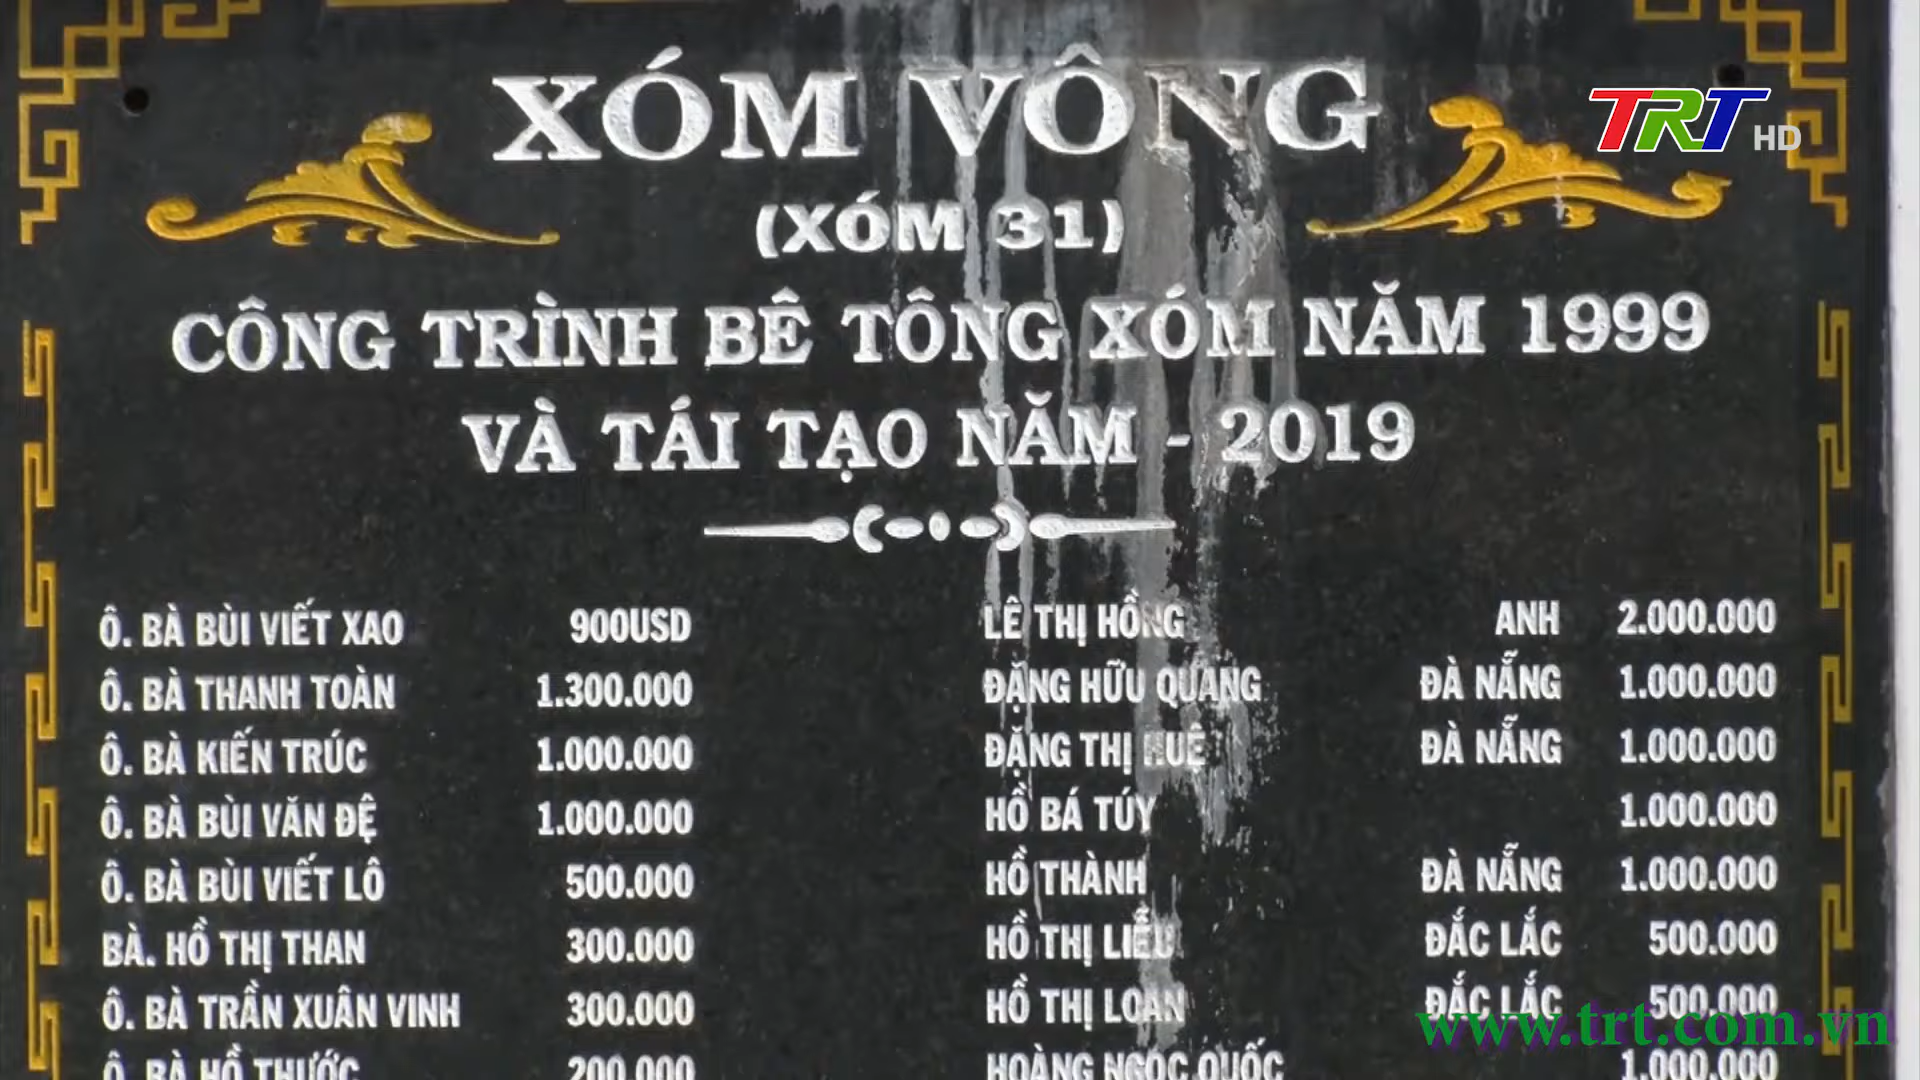 TRT HD
XÓM VÔNG
(XÓM 31)
CÔNG TRÌNH BÊ TÔNG XÓM NĂM 1999
VÀ TÁI TẠO NĂM - 2019
Ô. BÀ BÙI VIẾT XAO 900USD
Ô. BÀ THANH TOÀN 1.300.000
Ô. BÀ KIẾN TRÚC 1.000.000
Ô. BÀ BÙI VĂN ĐỆ 1.000.000
Ô. BÀ BÙI VIẾT LÔ 500.000
BÀ. HỒ THỊ THAN 300.000
Ô. BÀ TRẦN XUÂN VINH 300.000
Ô. BÀ HỒ THƯỚC 200.000
LÊ THỊ HỒNG ANH 2.000.000
ĐẶNG HỮU QUANG ĐÀ NẴNG 1.000.000
ĐẶNG THỊ HUỆ ĐÀ NẴNG 1.000.000
HỒ BÁ TÚY 1.000.000
HỒ THÀNH ĐÀ NẴNG 1.000.000
HỒ THỊ LIỄU ĐẮC LẮC 500.000
HỒ THỊ LOAN ĐẮC LẮC 500.000
HOÀNG NGỌC QUỐC 1.000.000
www.trt.com.vn